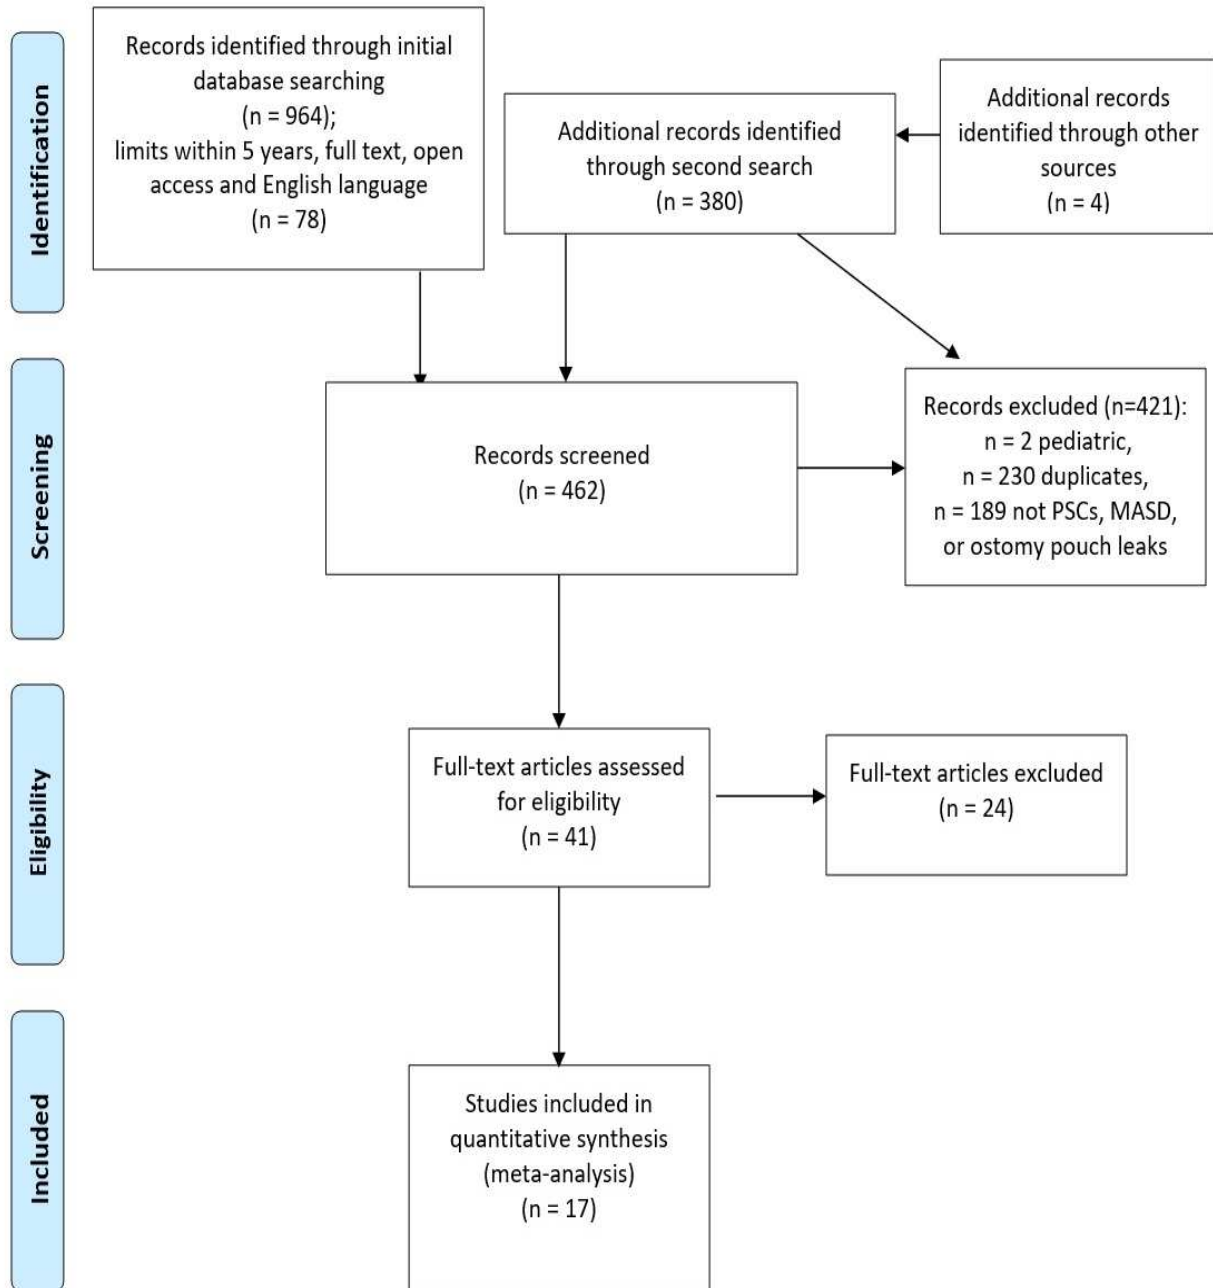 Identification
Records identified through initial
database searching
(n = 964);
limits within 5 years, full text, open
access and English language
(n = 78)
Additional records identified
through second search
(n = 380)
Additional records
identified through other
sources
(n = 4)
Screening
Records screened
(n = 462)
Records excluded (n=421):
n = 2 pediatric,
n = 230 duplicates,
n = 189 not PSCs, MASD,
or ostomy pouch leaks
Eligibility
Full-text articles assessed
for eligibility
(n = 41)
Full-text articles excluded
(n = 24)
Included
Studies included in
quantitative synthesis
(meta-analysis)
(n = 17)